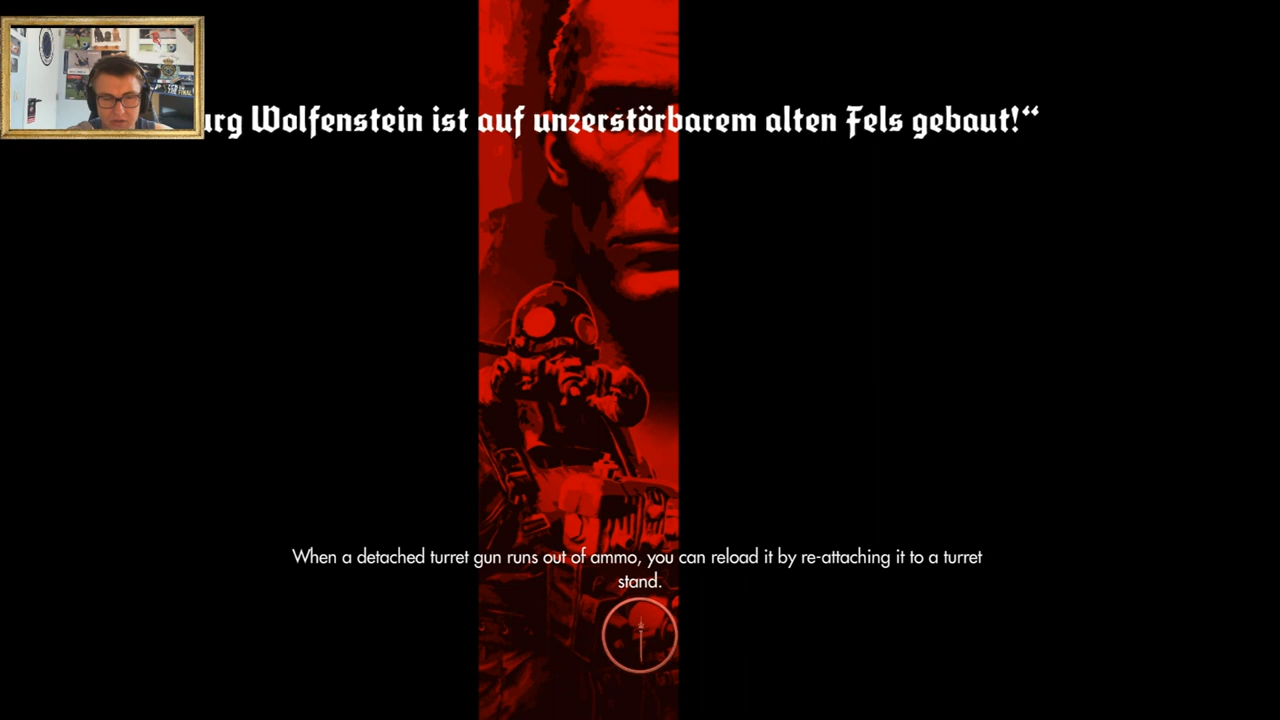 Wolfenstein ist auf unzerstörbarem alten Fels gebaut!“
When a detached turret gun runs out of ammo, you can reload it by re-attaching it to a turret
stand.